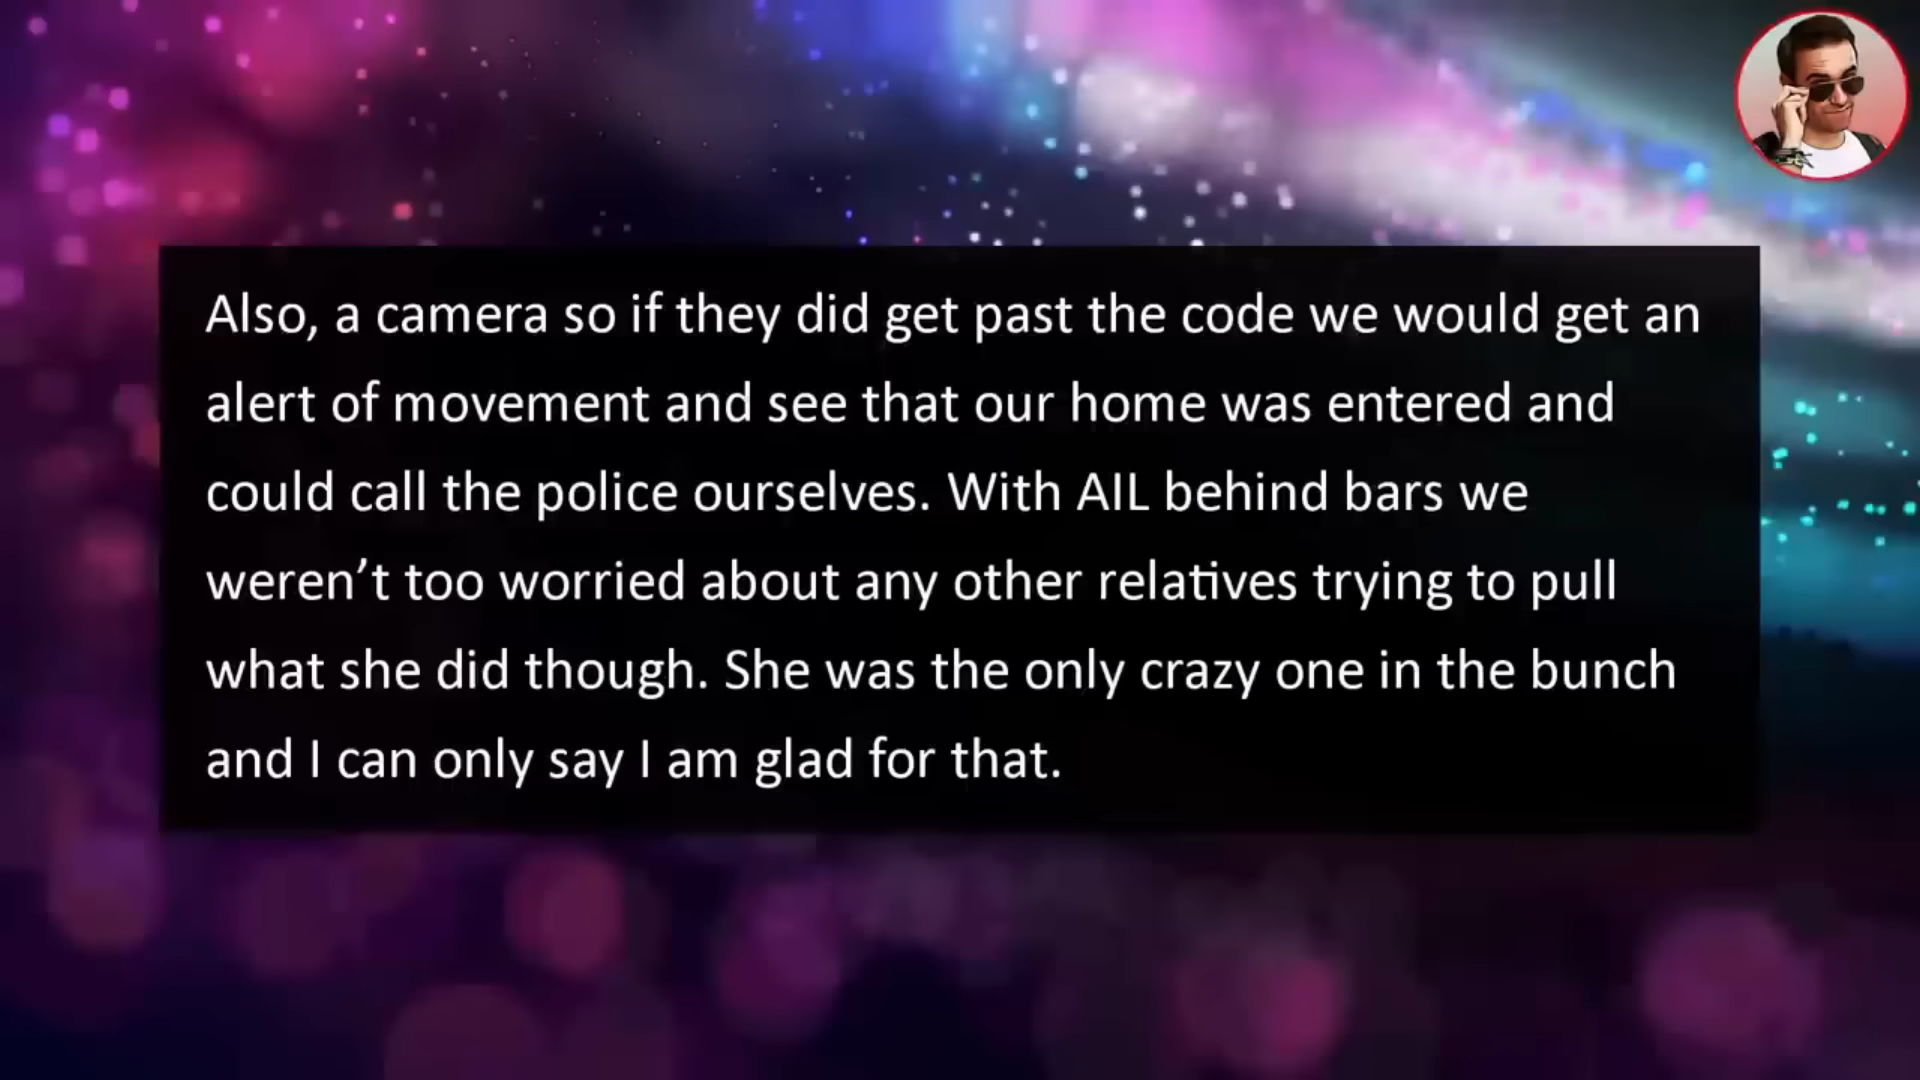 Also, a camera so if they did get past the code we would get an
alert of movement and see that our home was entered and
could call the police ourselves. With AIL behind bars we
weren’t too worried about any other relatives trying to pull
what she did though. She was the only crazy one in the bunch
and I can only say I am glad for that.